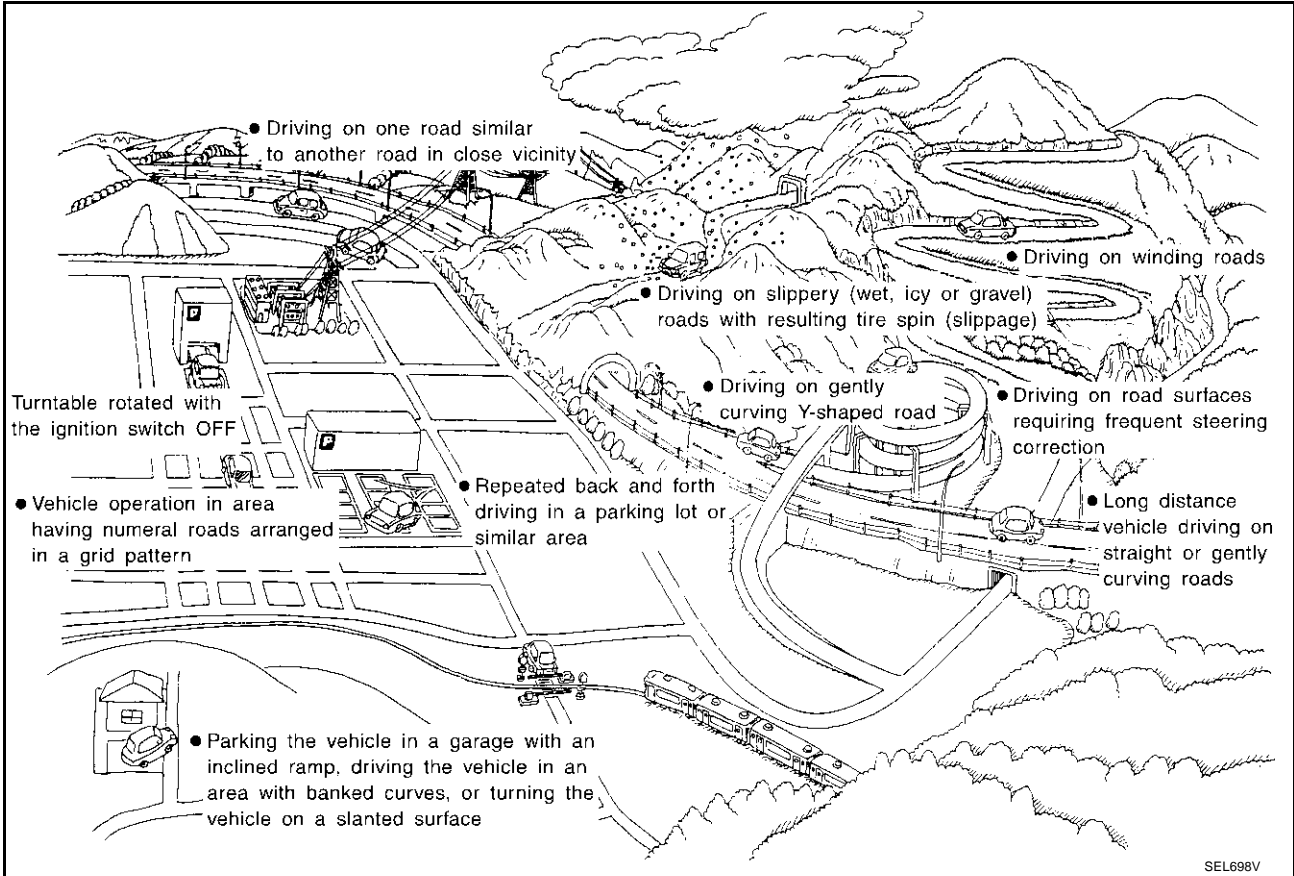 ● Driving on one road similar
to another road in close vicinity
● Driving on winding roads
● Driving on slippery (wet, icy or gravel)
roads with resulting tire spin (slippage)
● Driving on gently
curving Y-shaped road
● Driving on road surfaces
requiring frequent steering
correction
Turntable rotated with
the ignition switch OFF
● Vehicle operation in area
having numeral roads arranged
in a grid pattern
● Repeated back and forth
driving in a parking lot or
similar area
● Long distance
vehicle driving on
straight or gently
curving roads
● Parking the vehicle in a garage with an
inclined ramp, driving the vehicle in an
area with banked curves, or turning the
vehicle on a slanted surface
P
P
SEL698V